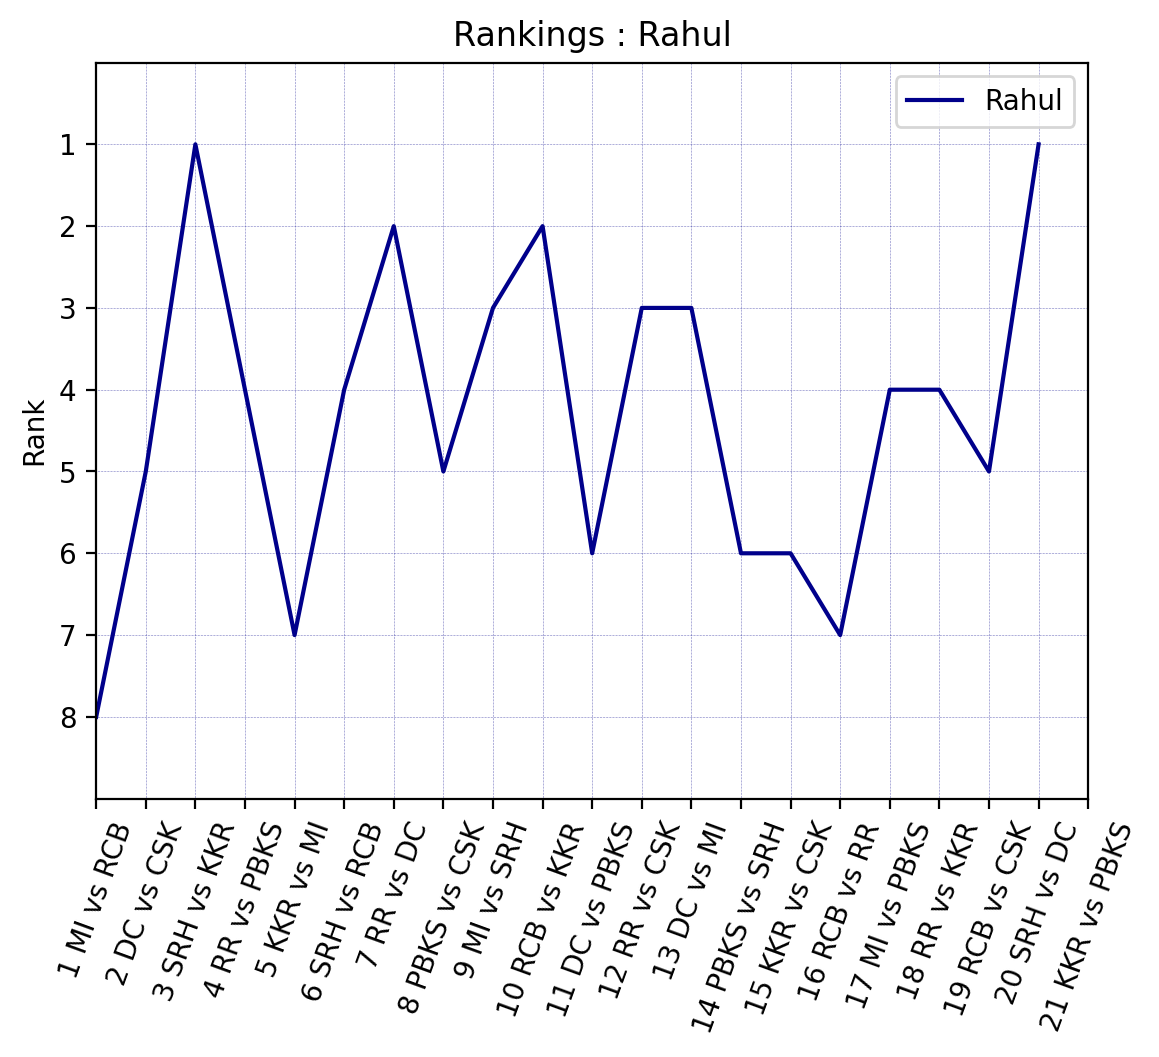 Rankings : Rahul
Rahul
1
2
3
4
5
6
7
8
Rank
1 MI vs RCB
2 DC vs CSK
3 SRH vs KKR
4 RR vs PBKS
5 KKR vs MI
6 SRH vs RCB
7 RR vs DC
8 PBKS vs CSK
9 MI vs SRH
10 RCB vs KKR
11 DC vs PBKS
12 RR vs CSK
13 DC vs MI
14 PBKS vs SRH
15 KKR vs CSK
16 RCB vs RR
17 MI vs PBKS
18 RR vs KKR
19 RCB vs CSK
20 SRH vs DC
21 KKR vs PBKS